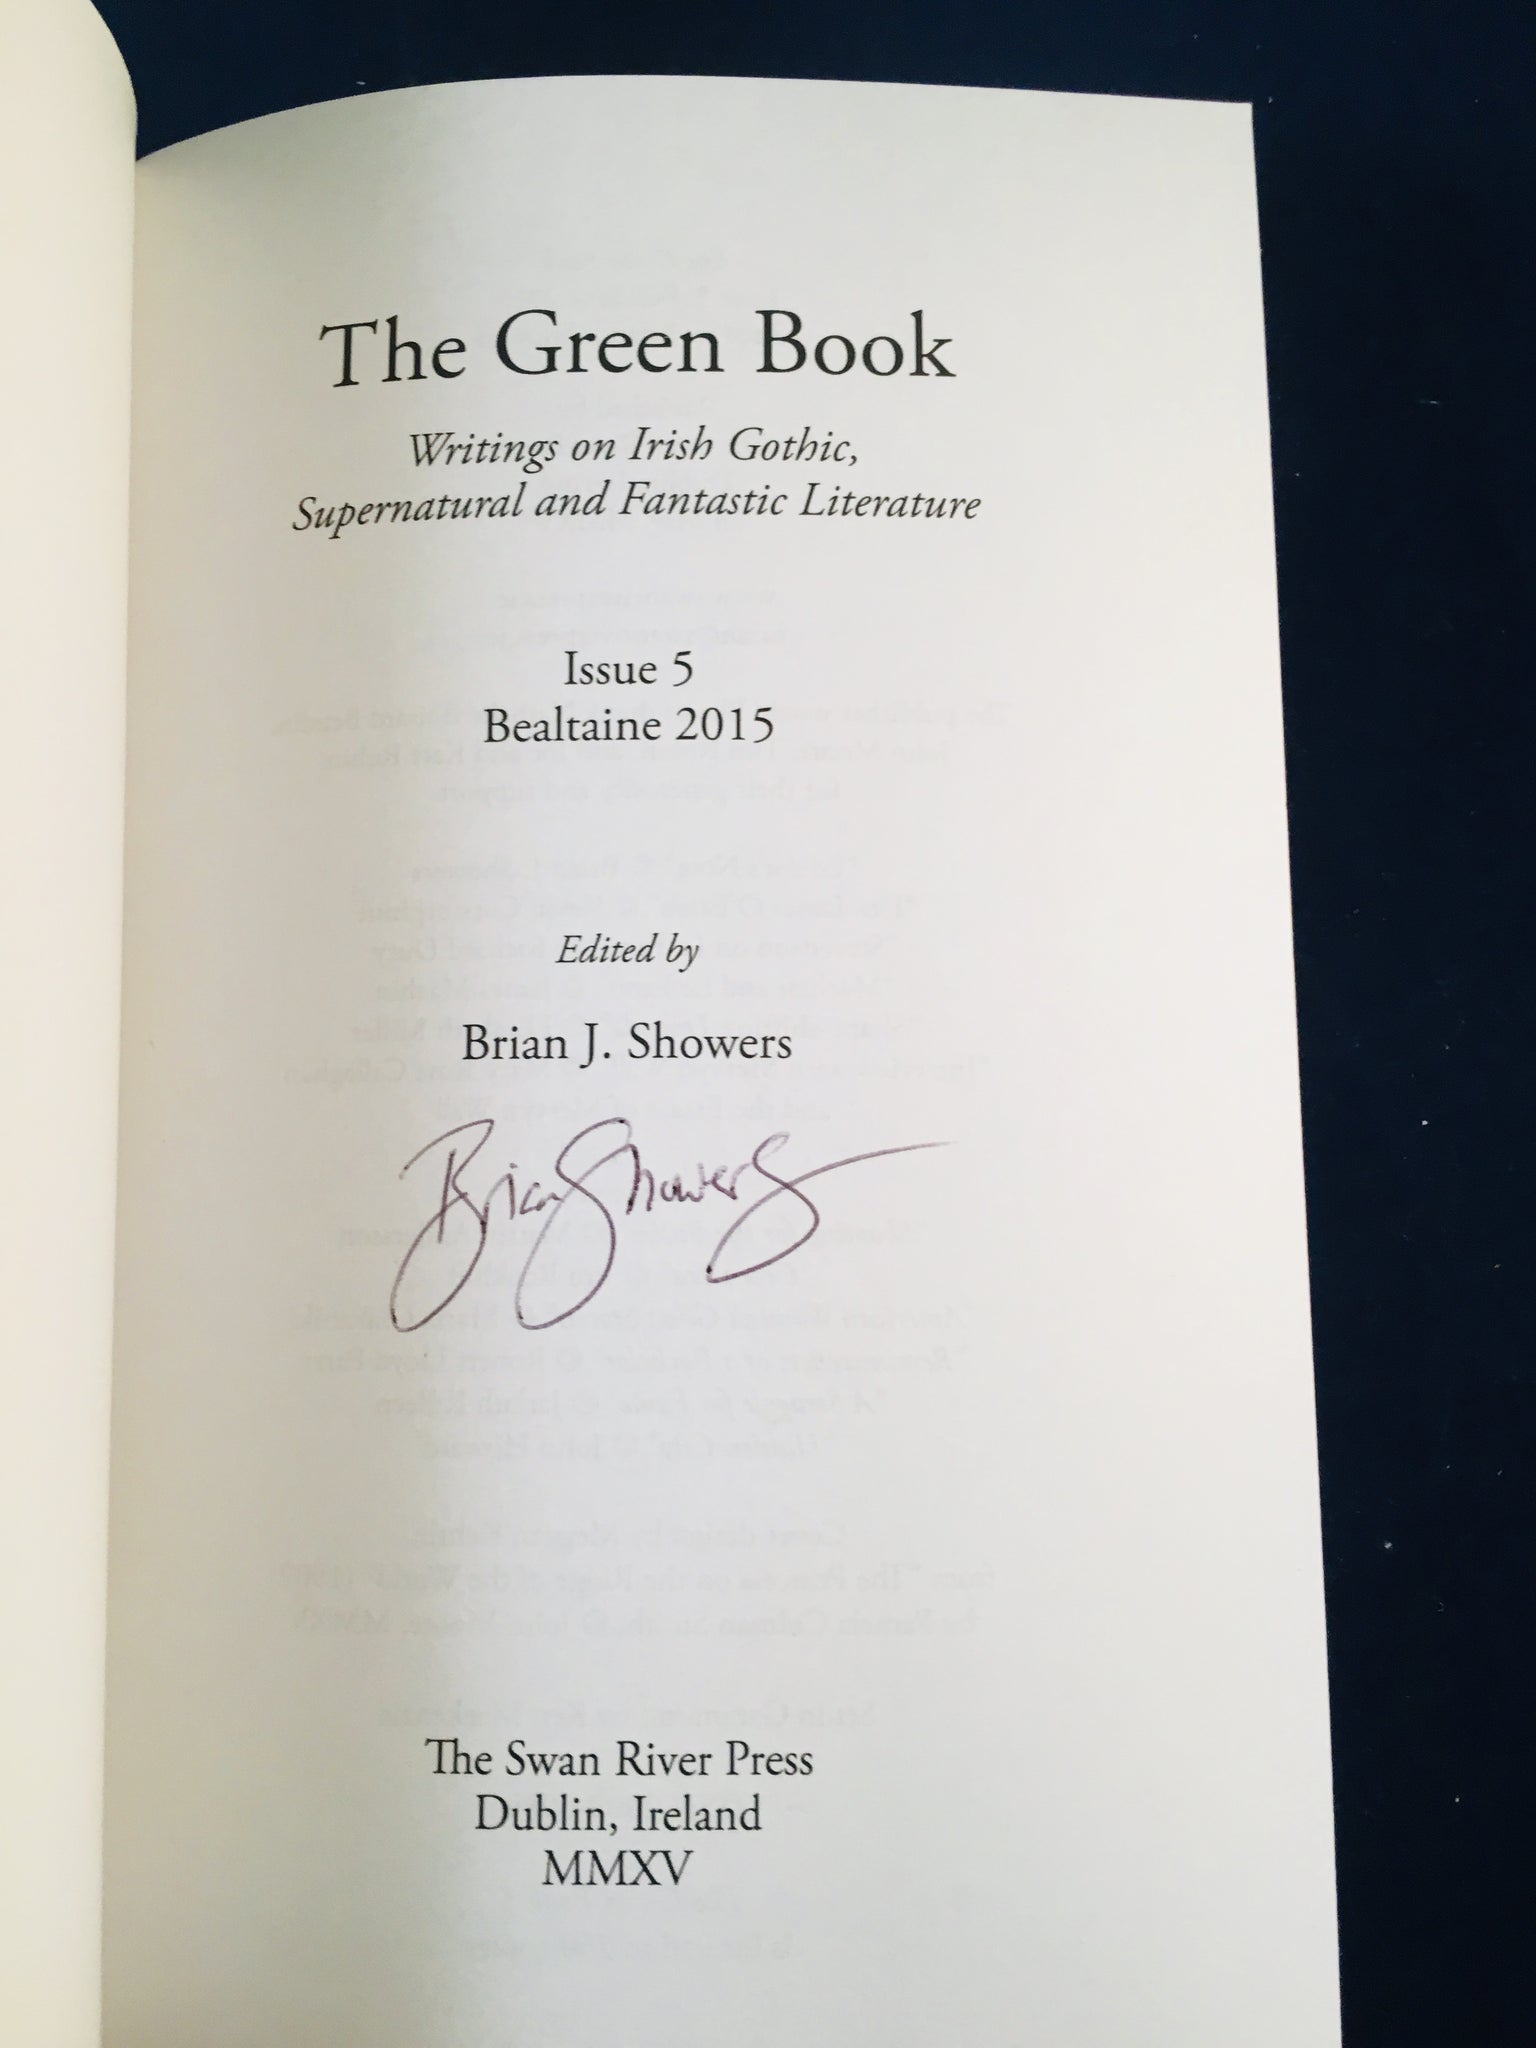 The Green Book
Writings on Irish Gothic,
Supernatural and Fantastic Literature
Issue 5
Bealtaine 2015
Edited by
Brian J. Showers
Brian Showers
The Swan River Press
Dublin, Ireland
MMXV